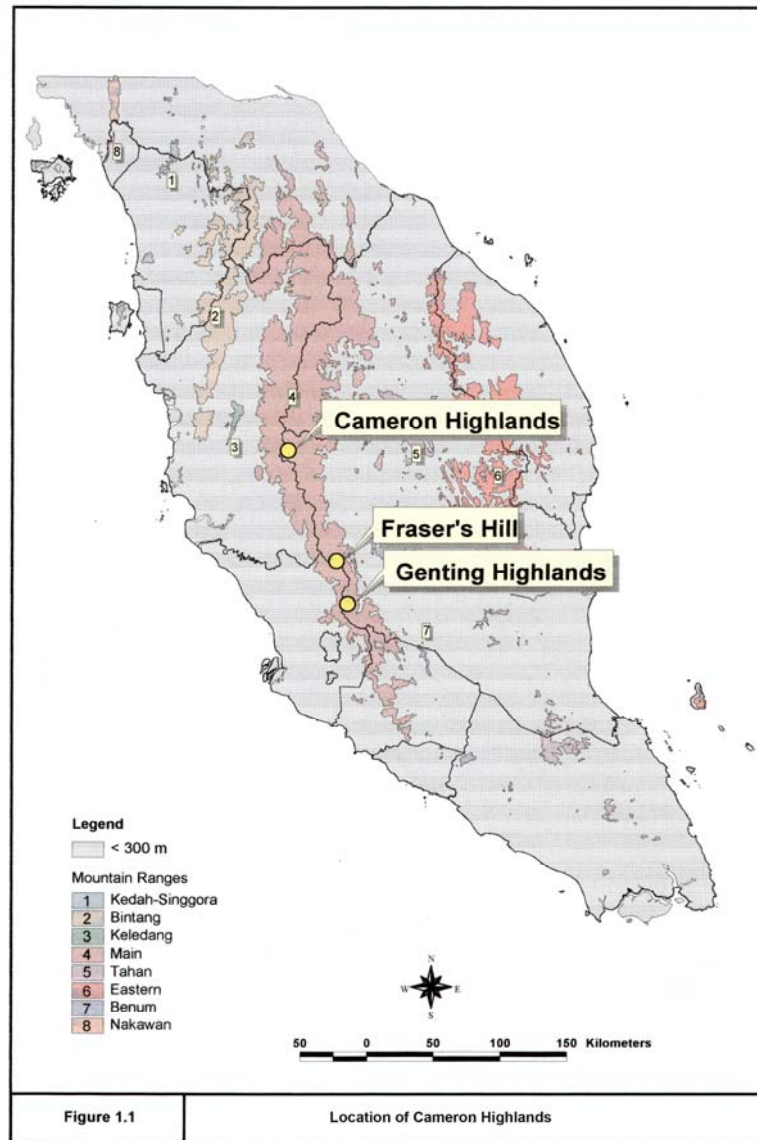 8
1
2
4
Cameron Highlands
3
5
6
Fraser's Hill
Genting Highlands
7
Legend
< 300 m
Mountain Ranges
1 Kedah-Singgora
2 Bintang
3 Keledang
4 Main
5 Tahan
6 Eastern
7 Benum
8 Nakawan
N
W E
S
50 0 50 100 150 Kilometers
Figure 1.1 Location of Cameron Highlands